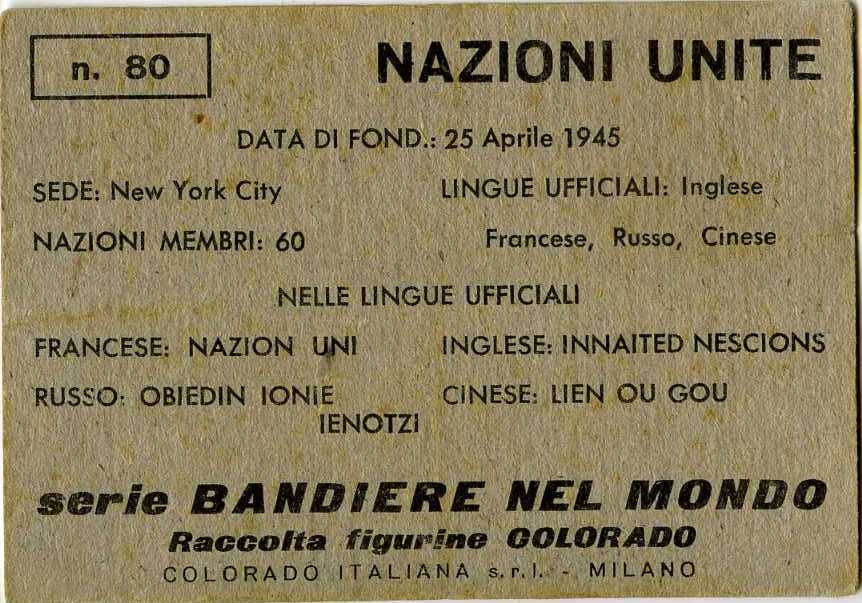 n. 80
NAZIONI UNITE
DATA DI FOND.: 25 Aprile 1945
SEDE: New York City
LINGUE UFFICIALI: Inglese
NAZIONI MEMBRI: 60
Francese, Russo, Cinese
NELLE LINGUE UFFICIALI
FRANCESE: NAZION UNI
INGLESE: INNAITED NESCIONS
RUSSO: OBIEDIN IONIE
IENOTZI
CINESE: LIEN OU GOU
serie BANDIERE NEL MONDO
Raccolta figurine COLORADO
COLORADO ITALIANA s.r.l. - MILANO